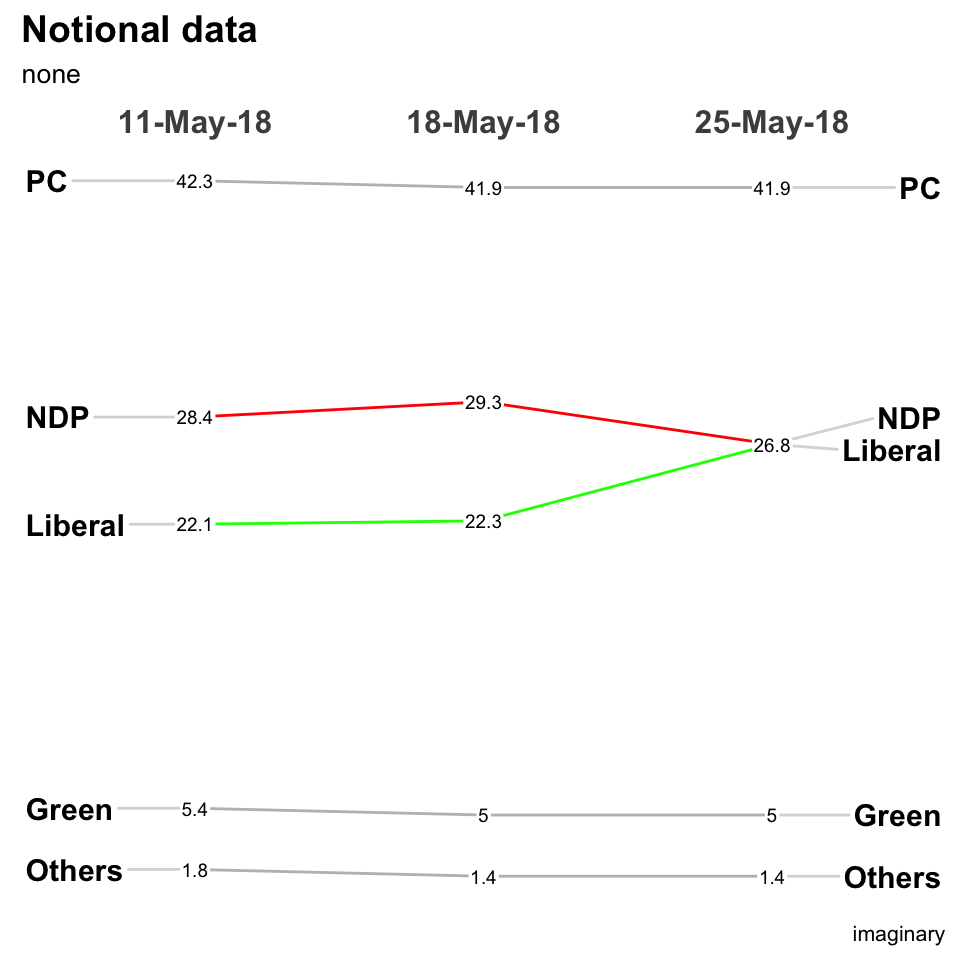 Notional data
none
11-May-18 18-May-18 25-May-18
PC 42.3 41.9 41.9 PC
NDP 28.4 29.3 NDP
26.8
Liberal
Liberal 22.1 22.3
Green 5.4 5 5 Green
Others 1.8 1.4 1.4 Others
imaginary